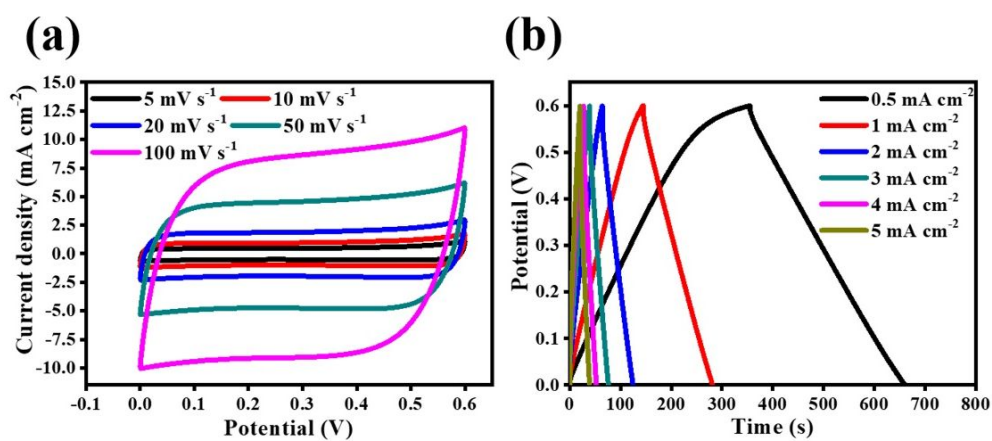 (a)
15.0
12.5
10.0
7.5
5.0
2.5
0.0
-2.5
-5.0
-7.5
-10.0
Current density (mA cm⁻²)
5 mV s⁻¹ 10 mV s⁻¹
20 mV s⁻¹ 50 mV s⁻¹
100 mV s⁻¹
-0.1 0.0 0.1 0.2 0.3 0.4 0.5 0.6
Potential (V)
(b)
0.6
0.5
0.4
0.3
0.2
0.1
0.0
Potential (V)
0.5 mA cm⁻²
1 mA cm⁻²
2 mA cm⁻²
3 mA cm⁻²
4 mA cm⁻²
5 mA cm⁻²
0 100 200 300 400 500 600 700 800
Time (s)